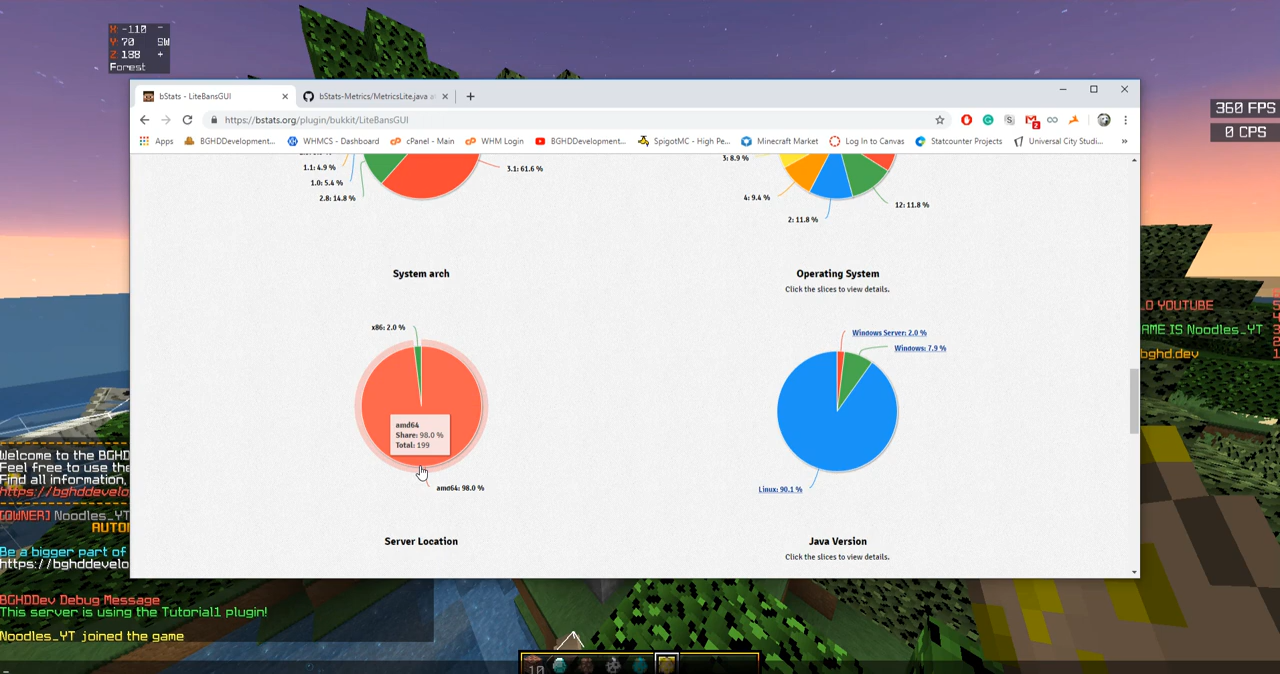 X -110 -
Y 70 SW
Z 188 +
Forest
bStats - LiteBansGUI
bStats-Metrics/MetricsLite.java a
360 FPS
0 CPS
https://bstats.org/plugin/bukkit/LiteBansGUI
Apps
BGHDDevelopment...
WHMCS - Dashboard
cPanel - Main
WHM Login
BGHDDevelopment...
SpigotMC - High Pe...
Minecraft Market
Log In to Canvas
Statcounter Projects
Universal City Studi...
1.1: 4.9 %
1.0: 5.4 %
2.8: 14.8 %
3.1: 61.6 %
3: 8.9 %
4: 9.4 %
2: 11.8 %
12: 11.8 %
System arch
x86: 2.0 %
amd64
Share: 98.0 %
Total: 199
amd64: 98.0 %
Operating System
Click the slices to view details.
Windows Server: 2.0 %
Windows: 7.9 %
Linux: 90.1 %
Server Location
Java Version
Click the slices to view details.
O YOUTUBE
AME IS Noodles_YT
bghd.dev
Welcome to the BGHD
Feel free to use the
Find all information,
https://bghddevelo
[OWNER] Noodles_YT
AUTO
Be a bigger part of
https://bghddevelo
BGHDDev Debug Message
This server is using the Tutorial1 plugin!
Noodles_YT joined the game
10